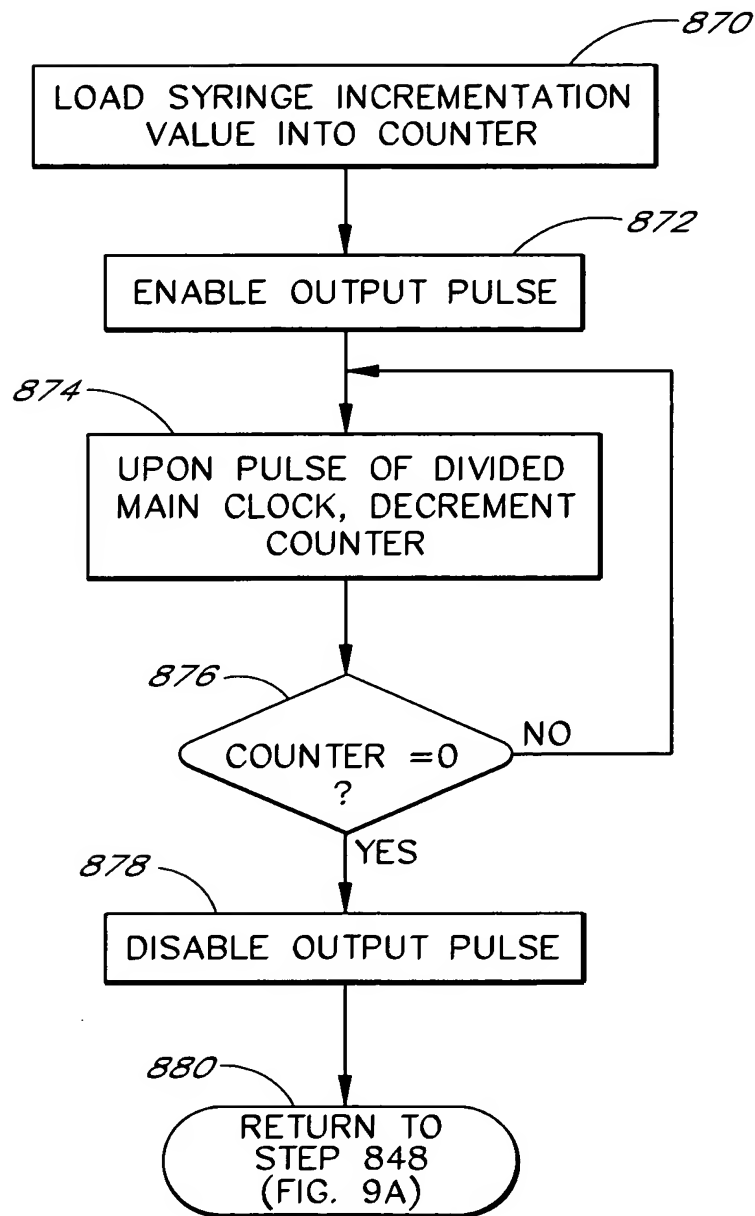 870
LOAD SYRINGE INCREMENTATION
VALUE INTO COUNTER
872
ENABLE OUTPUT PULSE
874
UPON PULSE OF DIVIDED
MAIN CLOCK, DECREMENT
COUNTER
876
COUNTER =0
?
NO
YES
878
DISABLE OUTPUT PULSE
880
RETURN TO
STEP 848
(FIG. 9A)